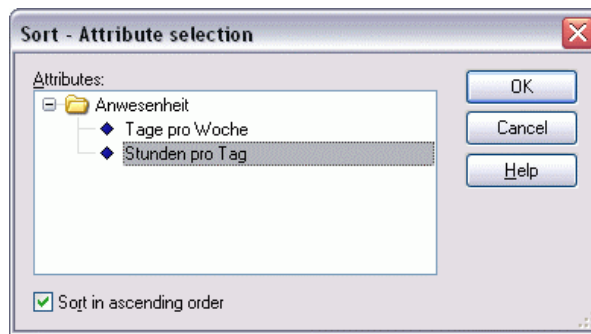 Sort - Attribute selection
Attributes:
Anwesenheit
Tage pro Woche
Stunden pro Tag
OK
Cancel
Help
Sort in ascending order